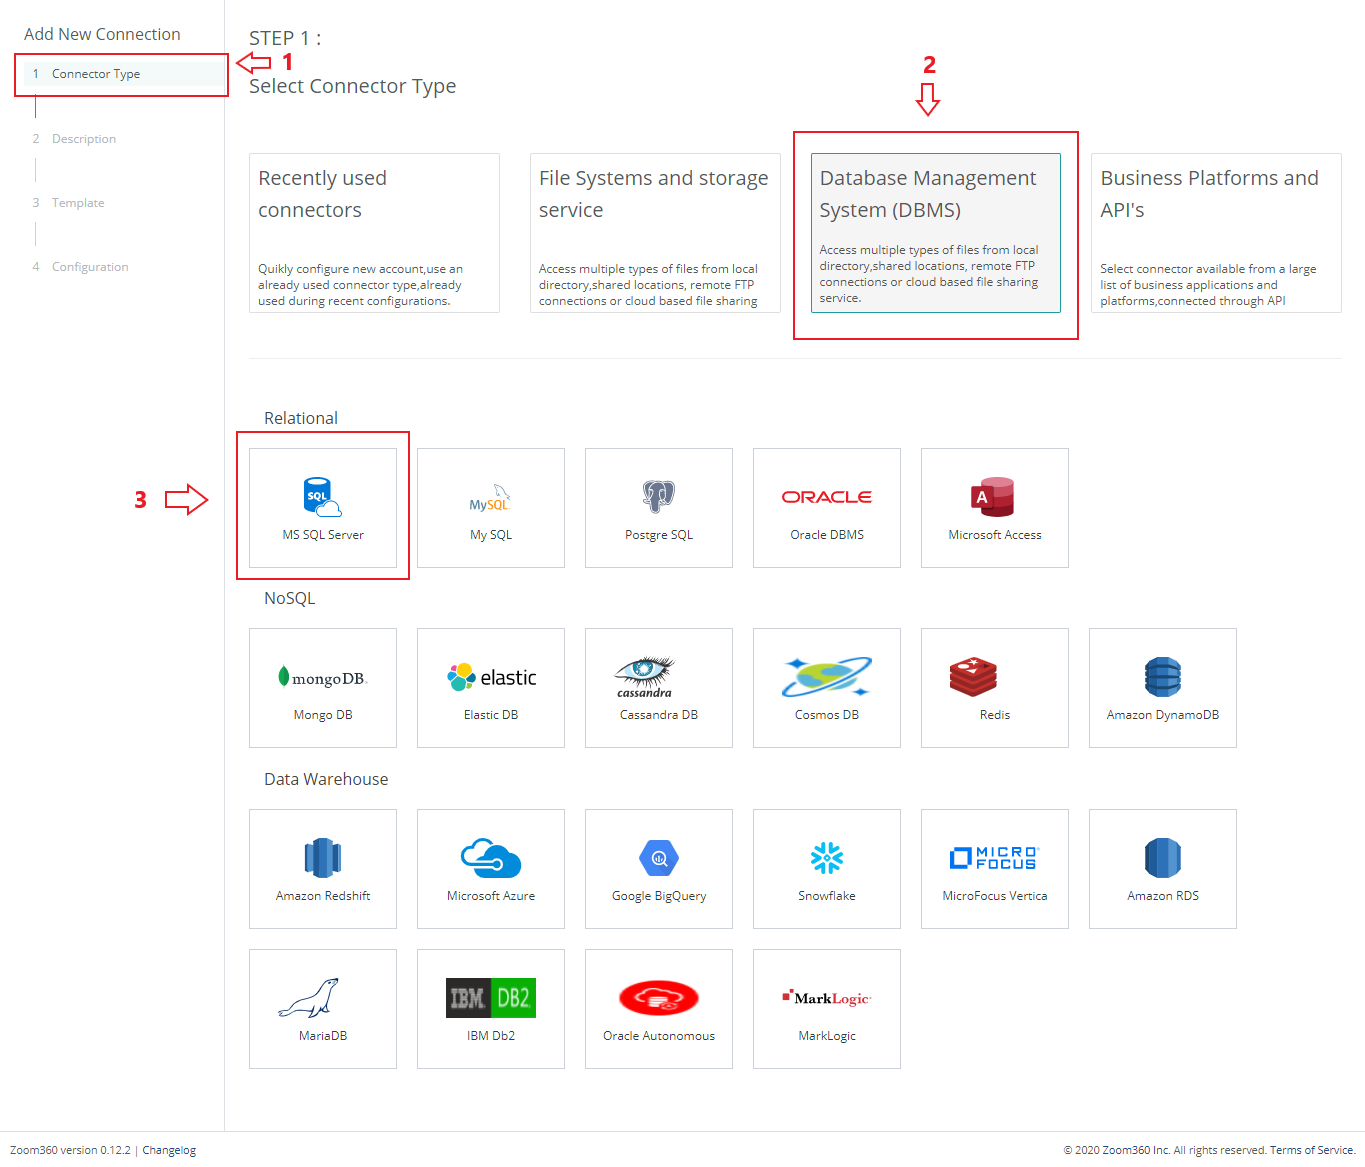 Add New Connection
1 Connector Type
2 Description
3 Template
4 Configuration
1
STEP 1 :
Select Connector Type
2
Recently used
connectors
Quikly configure new account,use an
already used connector type,already
used during recent configurations.
File Systems and storage
service
Access multiple types of files from local
directory,shared locations, remote FTP
connections or cloud based file sharing
Database Management
System (DBMS)
Access multiple types of files from local
directory,shared locations, remote FTP
connections or cloud based file sharing
service.
Business Platforms and
API's
Select connector available from a large
list of business applications and
platforms,connected through API
Relational
3
SQL
MS SQL Server
MySQL
My SQL
Postgre SQL
ORACLE
Oracle DBMS
A
Microsoft Access
NoSQL
mongoDB
Mongo DB
elastic
Elastic DB
cassandra
Cassandra DB
Cosmos DB
Redis
Amazon DynamoDB
Data Warehouse
Amazon Redshift
Microsoft Azure
Google BigQuery
Snowflake
MICRO
FOCUS
MicroFocus Vertica
Amazon RDS
MariaDB
IBM DB2
IBM Db2
Oracle Autonomous
MarkLogic
MarkLogic
Zoom360 version 0.12.2 | Changelog
© 2020 Zoom360 Inc. All rights reserved. Terms of Service.